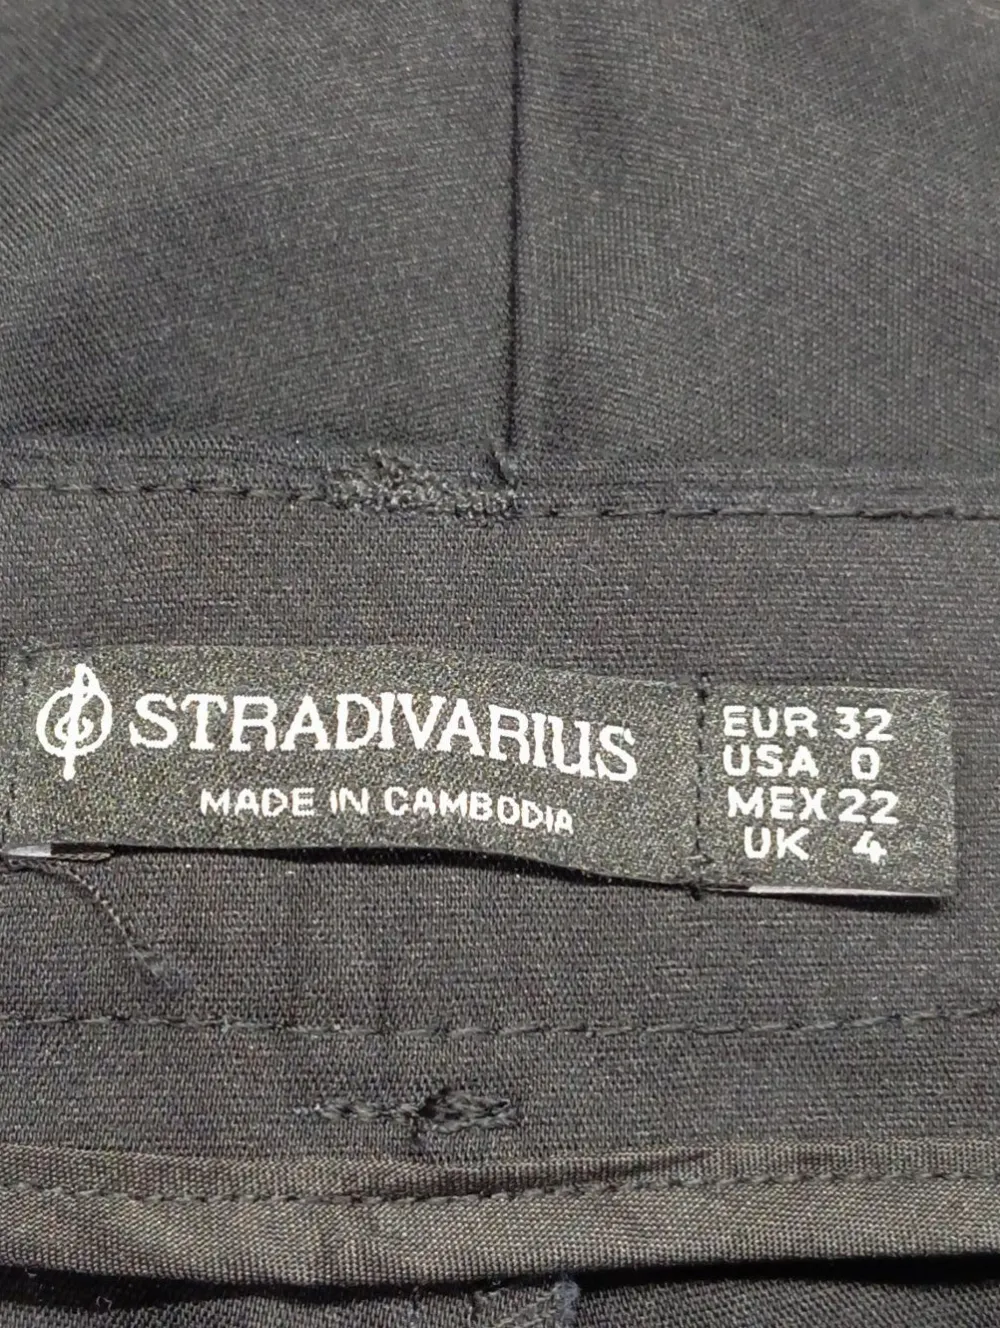 STRADIVARIUS
MADE IN CAMBODIA
EUR 32
USA 0
MEX 22
UK 4